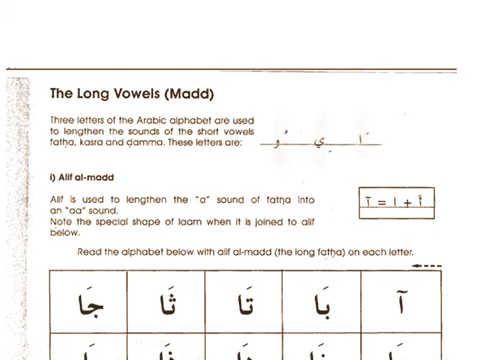 The Long Vowels (Madd)
Three letters of the Arabic alphabet are used
to lengthen the sounds of the short vowels
fatḥa, kasra and ḍamma. These letters are:
ـَا ـِي ـُو
i) Alif al-madd
Alif is used to lengthen the "a" sound of fatḥa into
an "aa" sound.
أ + ا = آ
Note the special shape of laam when it is joined to alif
below.
Read the alphabet below with alif al-madd (the long fatḥa) on each letter.
آ بَا تَا ثَا جَا